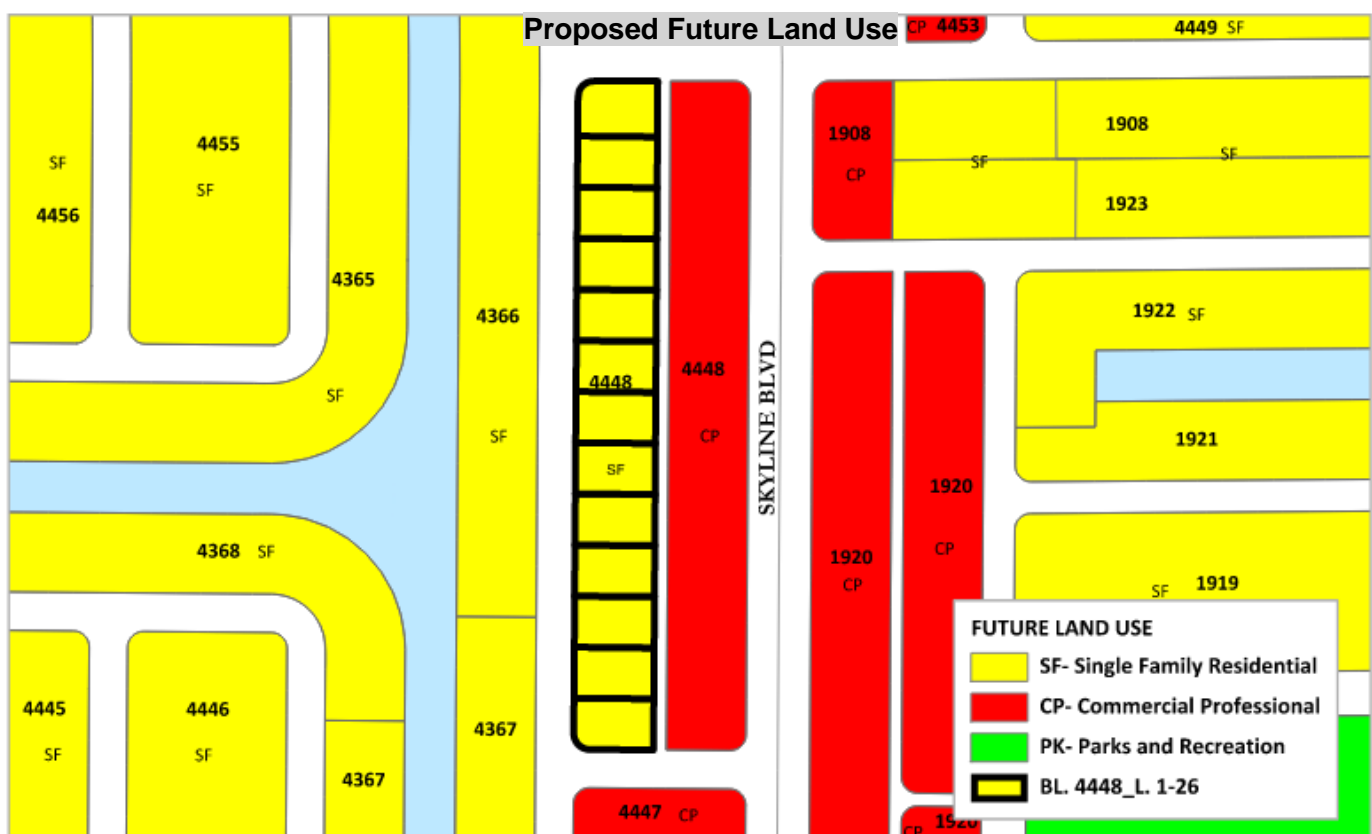 Proposed Future Land Use
CP 4453
4449 SF
4455
SF
SF
4456
4365
SF
4366
SF
4448
SF
4448
CP
SKYLINE BLVD
1908
CP
SF
1908
SF
1923
1922 SF
1921
1920
CP
1920
CP
SF 1919
4368 SF
4445
SF
4446
SF
4367
4367
4447 CP
CP 1920
FUTURE LAND USE
SF- Single Family Residential
CP- Commercial Professional
PK- Parks and Recreation
BL. 4448_L. 1-26